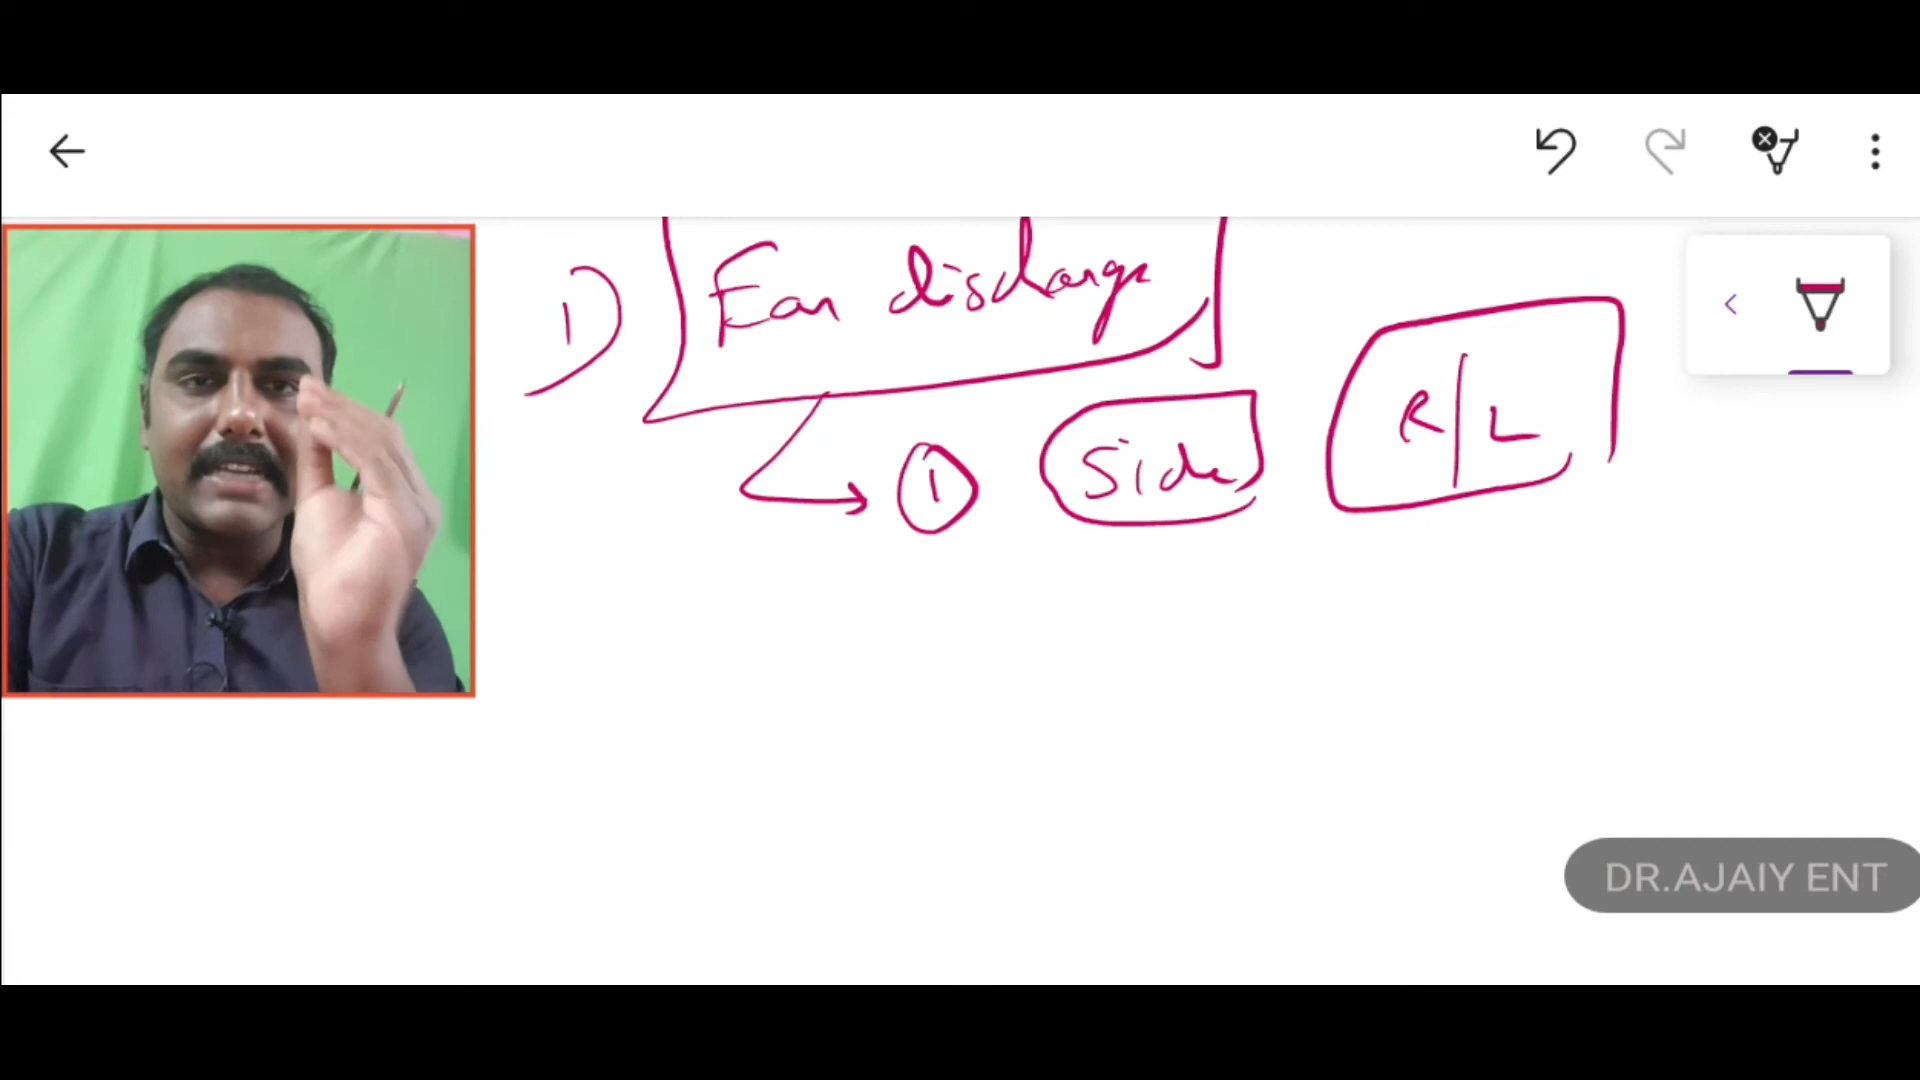 1) Ear discharge
① Side R/L
DR.AJAIY ENT